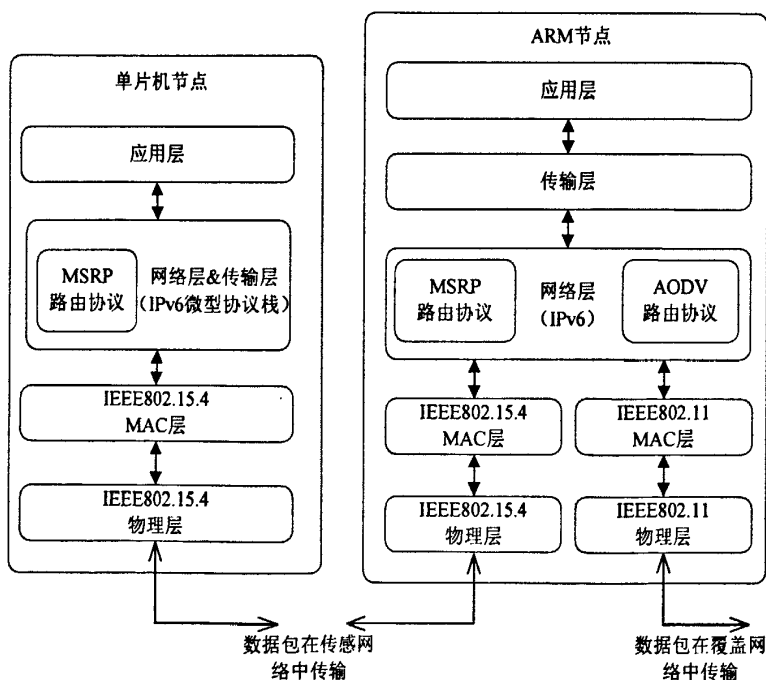 单片机节点
应用层
MSRP
路由协议
网络层&传输层
（IPv6微型协议栈）
IEEE802.15.4
MAC层
IEEE802.15.4
物理层
ARM节点
应用层
传输层
MSRP
路由协议
网络层
（IPv6）
AODV
路由协议
IEEE802.15.4
MAC层
IEEE802.11
MAC层
IEEE802.15.4
物理层
IEEE802.11
物理层
数据包在传感网
络中传输
数据包在覆盖网
络中传输